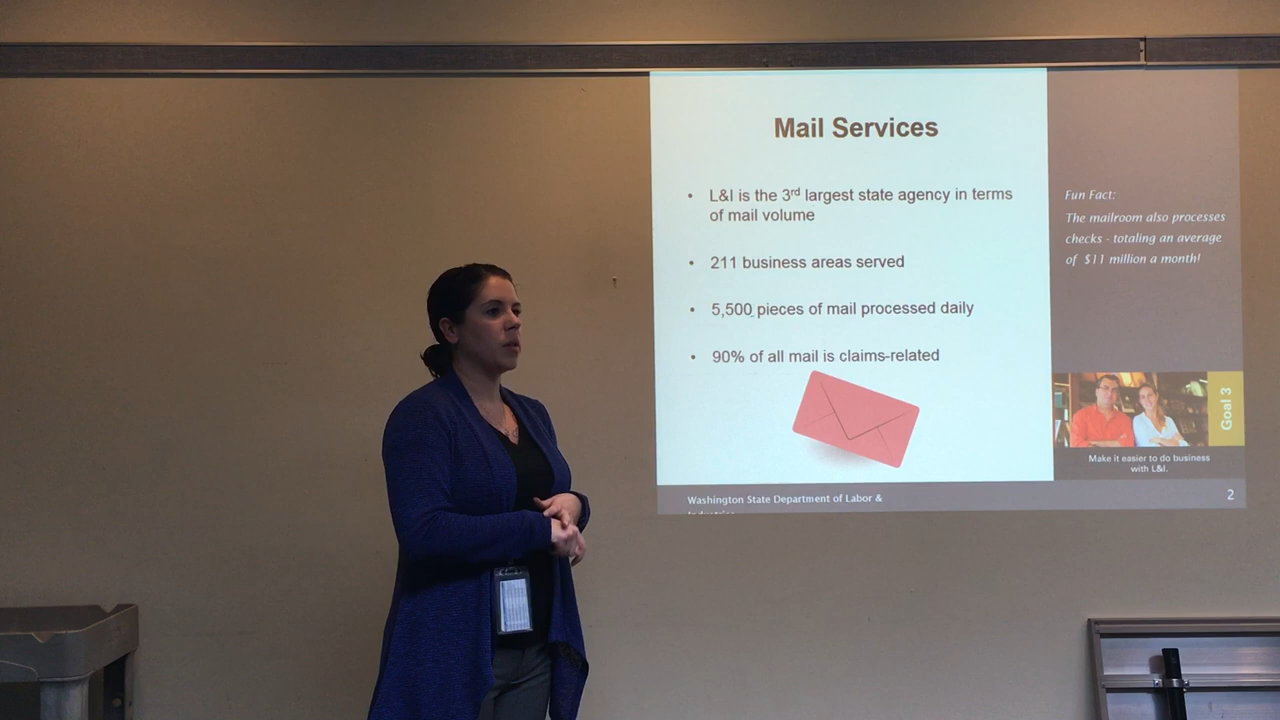 Mail Services
• L&I is the 3rd largest state agency in terms
of mail volume
• 211 business areas served
• 5,500 pieces of mail processed daily
• 90% of all mail is claims-related
Fun Fact:
The mailroom also processes
checks - totaling an average
of $11 million a month!
Goal 3
Make it easier to do business
with L&I.
Washington State Department of Labor &
Industries
2